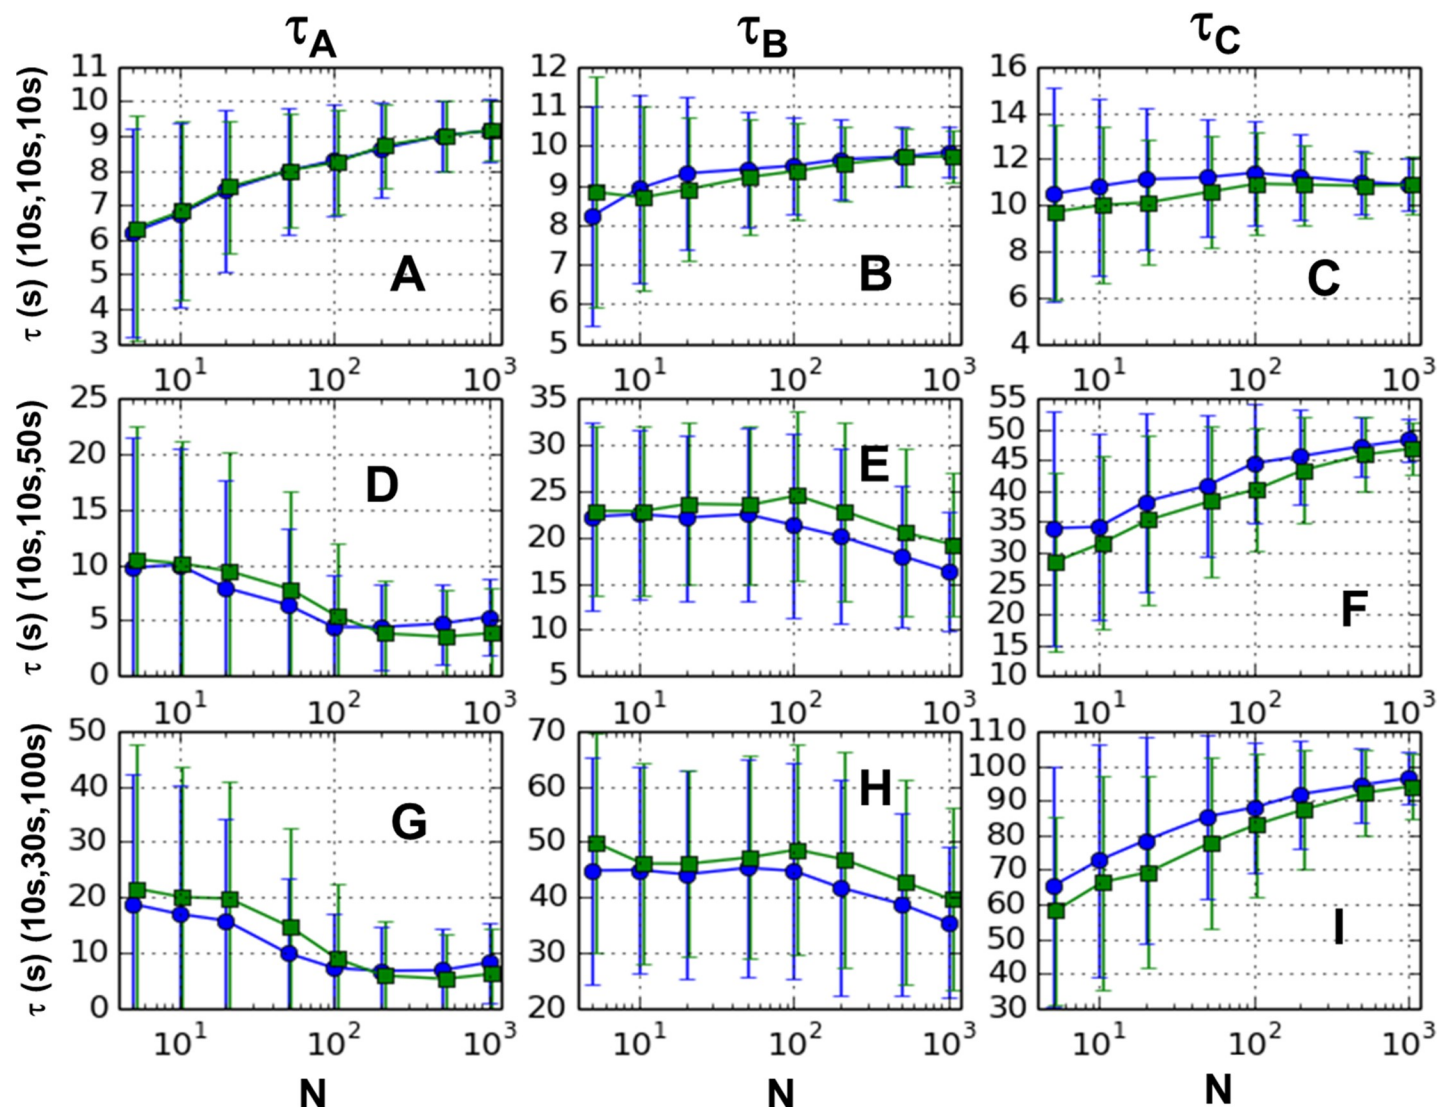 τA τB τC
τ (s) (10s,10s,10s)
11 10 9 8 7 6 5 4 3
A
10¹ 10² 10³
12 11 10 9 8 7 6 5
B
10¹ 10² 10³
16 14 12 10 8 6 4
C
10¹ 10² 10³
τ (s) (10s,10s,50s)
25 20 15 10 5 0
D
10¹ 10² 10³
35 30 25 20 15 10 5
E
10¹ 10² 10³
55 50 45 40 35 30 25 20 15 10
F
10¹ 10² 10³
τ (s) (10s,30s,100s)
50 40 30 20 10 0
G
10¹ 10² 10³
70 60 50 40 30 20
H
10¹ 10² 10³
110 100 90 80 70 60 50 40 30
I
10¹ 10² 10³
N N N